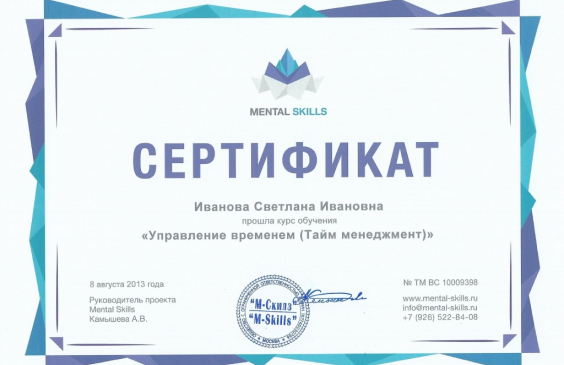 MENTAL SKILLS
СЕРТИФИКАТ
Иванова Светлана Ивановна
прошла курс обучения
«Управление временем (Тайм менеджмент)»
8 августа 2013 года
Руководитель проекта
Mental Skills
Камышева А.В.
"М-Скилз"
"M-Skills"
МОСКВА
№ ТМ ВС 10009398
www.mental-skills.ru
info@mental-skills.ru
+7 (926) 522-84-08